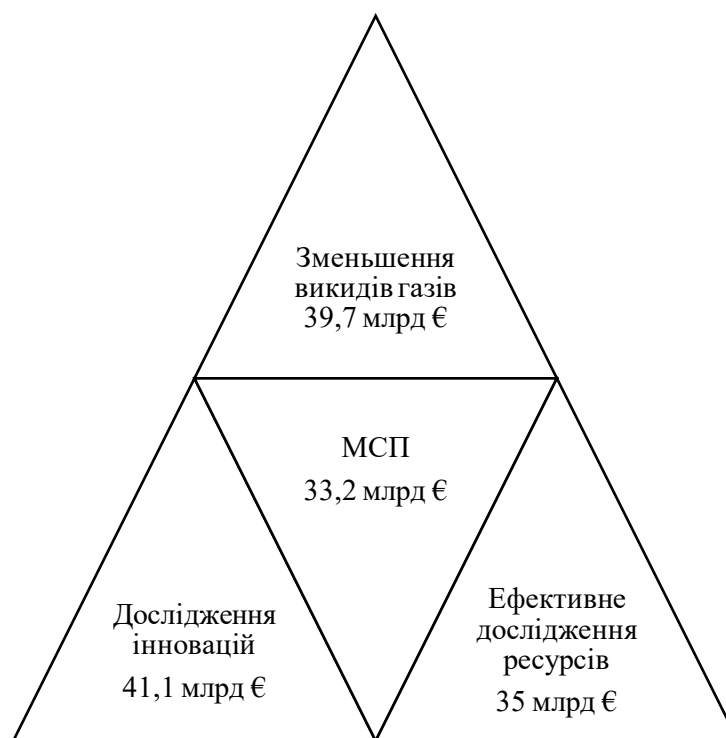 Зменьшення
викидів газів
39,7 млрд €
МСП
33,2 млрд €
Дослідження
інновацій
41,1 млрд €
Ефективне
дослідження
ресурсів
35 млрд €